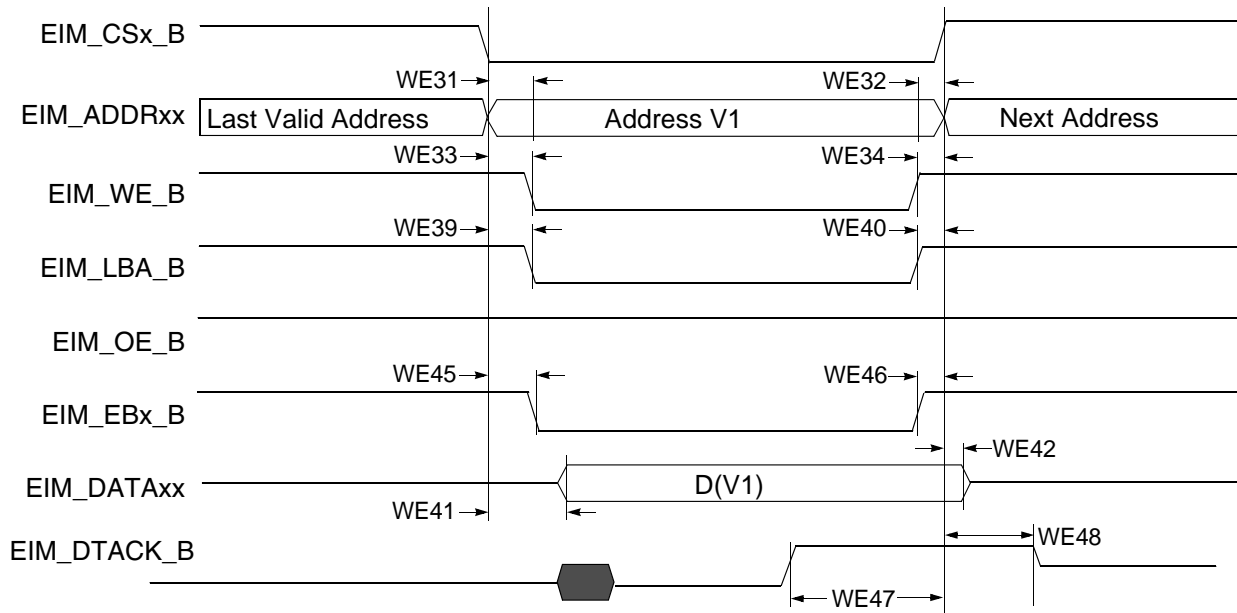 EIM_CSx_B
WE31
WE32
EIM_ADDRxx
Last Valid Address
Address V1
Next Address
WE33
WE34
EIM_WE_B
WE39
WE40
EIM_LBA_B
EIM_OE_B
WE45
WE46
EIM_EBx_B
WE42
EIM_DATAxx
D(V1)
WE41
EIM_DTACK_B
WE48
WE47